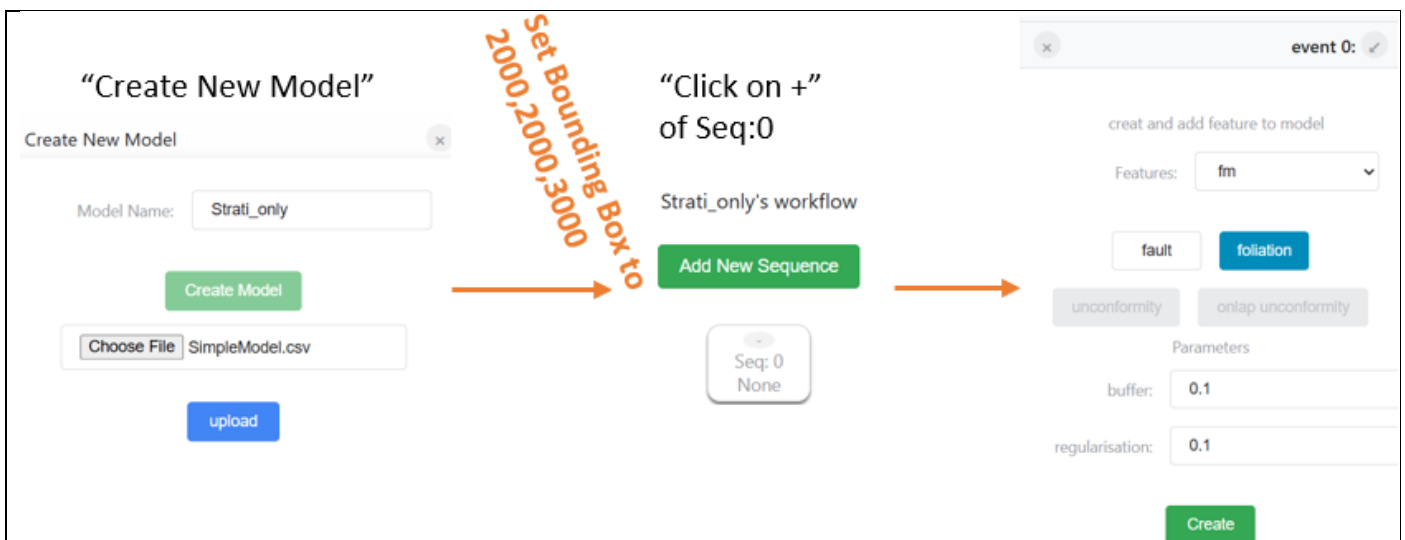 “Create New Model”
Create New Model
×
Model Name:
Strati_only
Create Model
Choose File SimpleModel.csv
upload
Set Bounding Box to
2000,2000,3000
“Click on +”
of Seq:0
Strati_only's workflow
Add New Sequence
-
Seq: 0
None
×
event 0:
creat and add feature to model
Features:
fm
fault
foliation
unconformity
onlap unconformity
Parameters
buffer:
0.1
regularisation:
0.1
Create